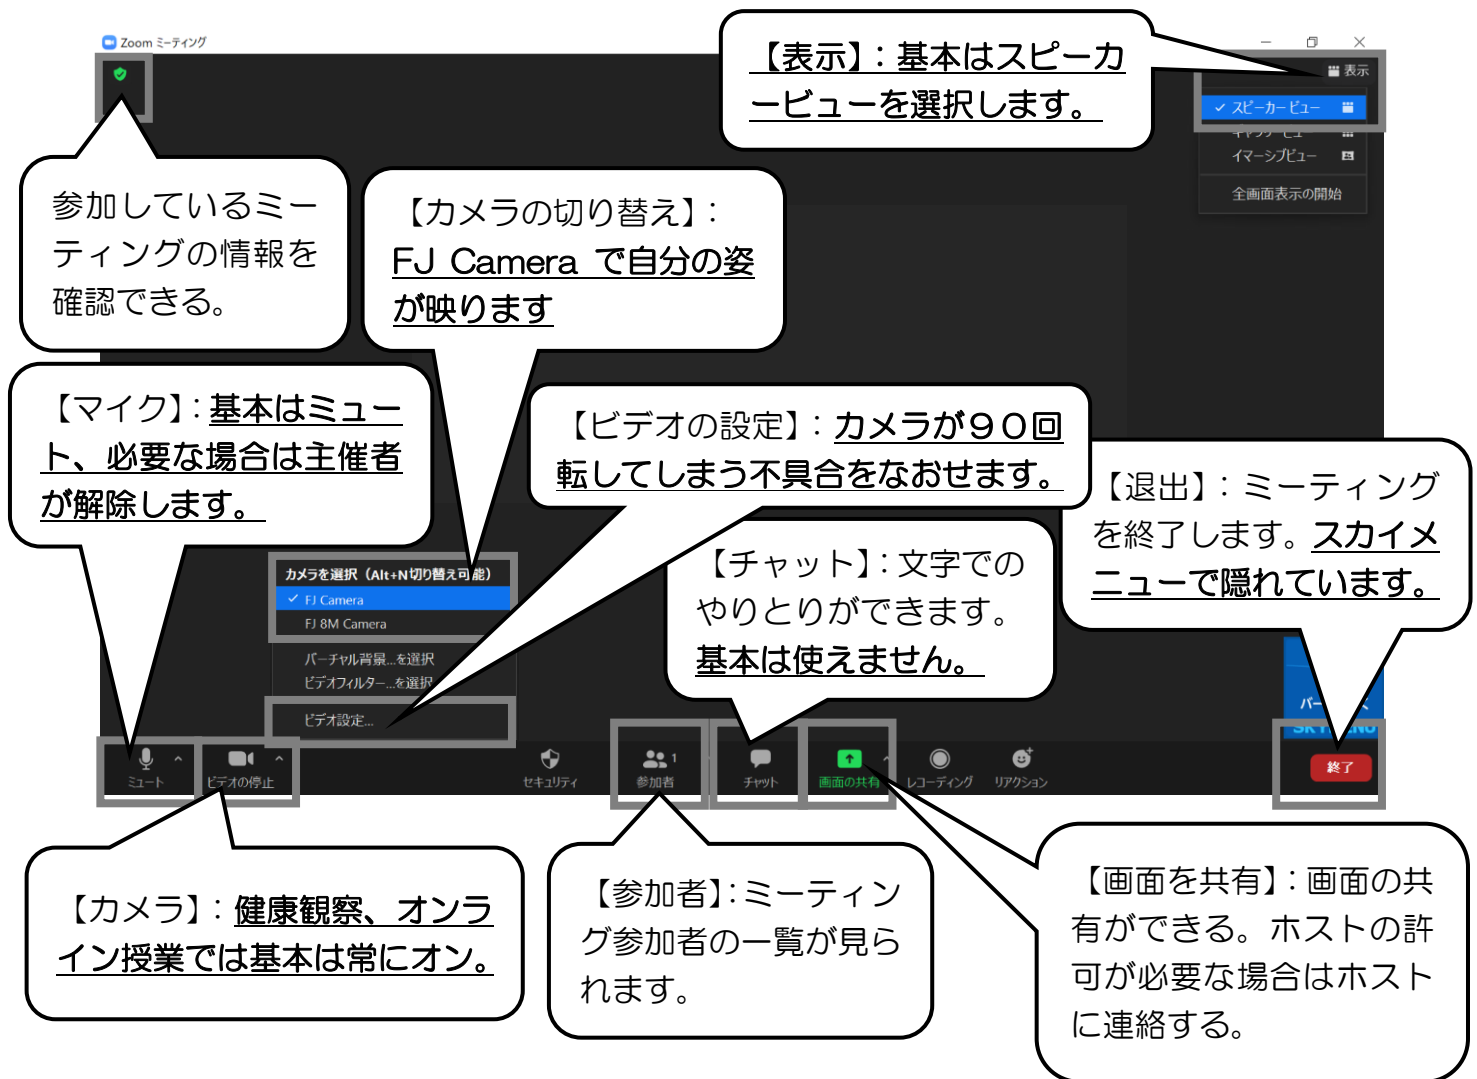 Zoom ミーティング
【表示】：基本はスピーカ
ービューを選択します。
表示
スピーカー ビュー
ギャラリービュー
イマーシブビュー
全画面表示の開始
参加しているミー
ティングの情報を
確認できる。
【カメラの切り替え】：
FJ Camera で自分の姿
が映ります
【マイク】：基本はミュー
ト、必要な場合は主催者
が解除します。
【ビデオの設定】：カメラが９０回
転してしまう不具合をなおせます。
【退出】：ミーティング
を終了します。スカイメ
ニューで隠れています。
【チャット】：文字での
やりとりができます。
基本は使えません。
カメラを選択（Alt+N切り替え可能）
FJ Camera
FJ 8M Camera
バーチャル背景...を選択
ビデオフィルター...を選択
ビデオ設定...
ミュート
ビデオの停止
セキュリティ
1
参加者
チャット
画面の共有
レコーディング
リアクション
終了
【カメラ】：健康観察、オンラ
イン授業では基本は常にオン。
【参加者】：ミーティン
グ参加者の一覧が見ら
れます。
【画面を共有】：画面の共
有ができる。ホストの許
可が必要な場合はホスト
に連絡する。